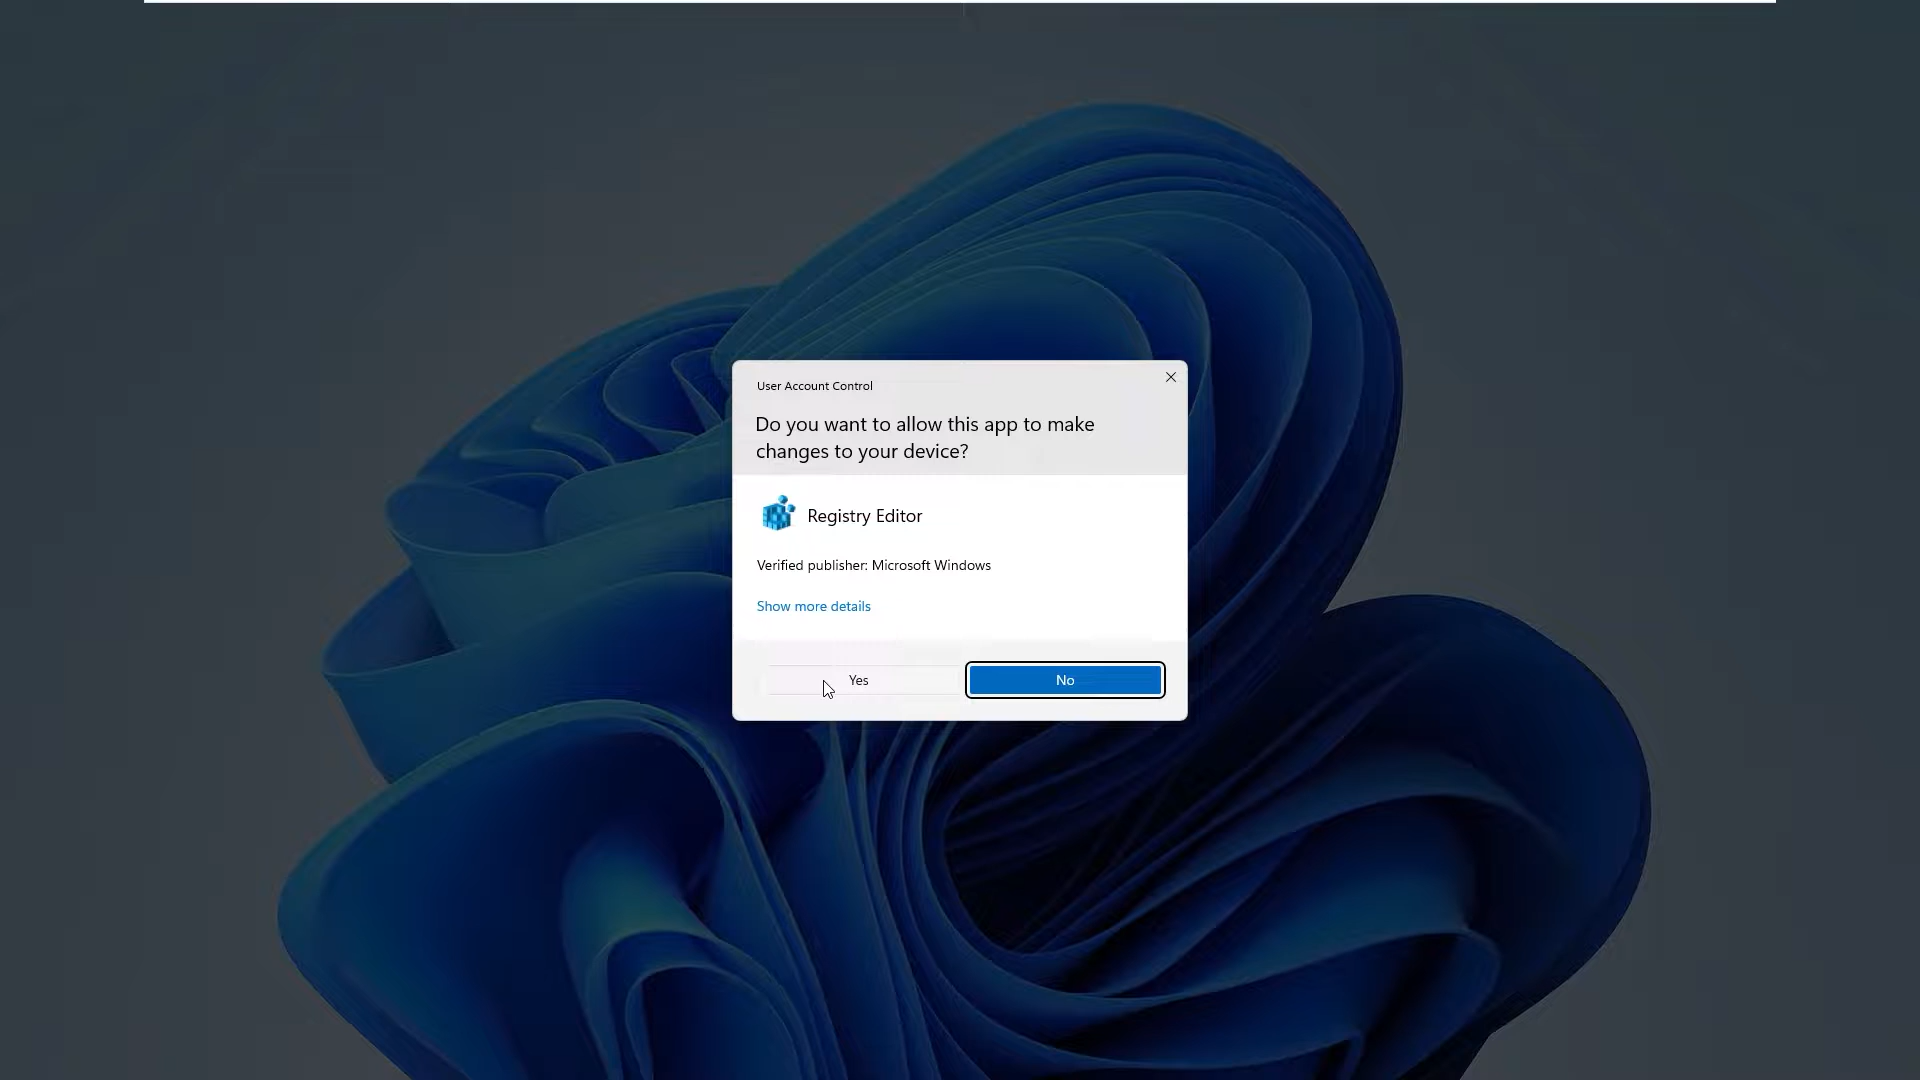 User Account Control
Do you want to allow this app to make
changes to your device?
Registry Editor
Verified publisher: Microsoft Windows
Show more details
Yes
No